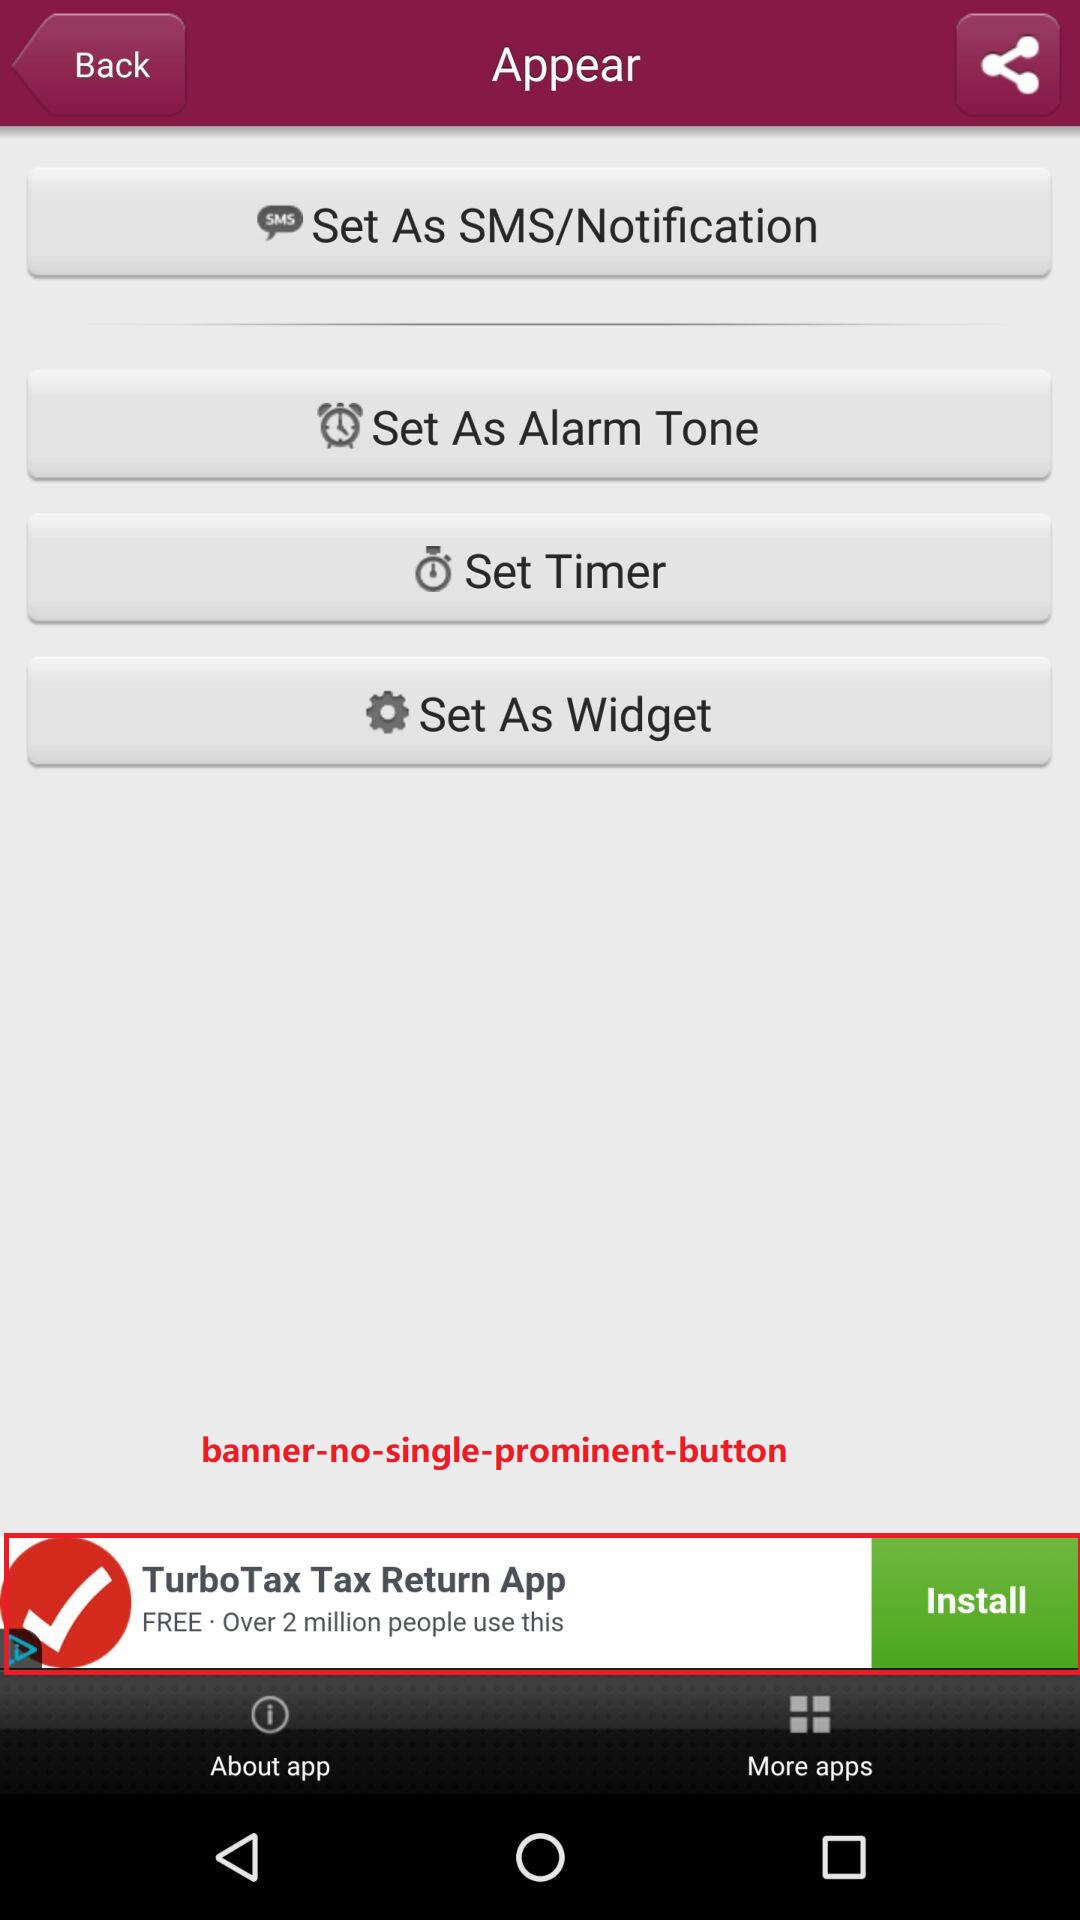 Back
Appear
SMS Set As SMS/Notification
Set As Alarm Tone
Set Timer
Set As Widget
banner-no-single-prominent-button
TurboTax Tax Return App
FREE · Over 2 million people use this
Install
About app
More apps